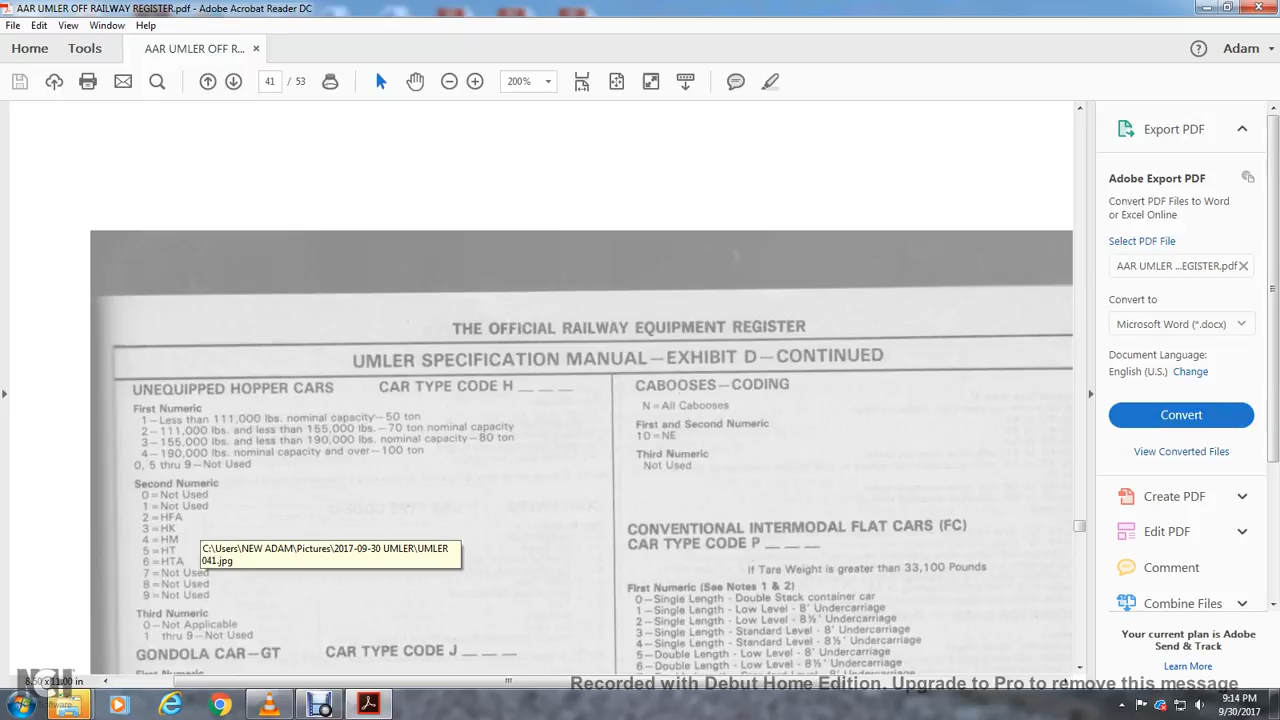 AAR UMLER OFF RAILWAY REGISTER.pdf - Adobe Acrobat Reader DC
File Edit View Window Help
Home Tools AAR UMLER OFF R... × Adam
41 / 53 200%
THE OFFICIAL RAILWAY EQUIPMENT REGISTER
UMLER SPECIFICATION MANUAL—EXHIBIT D—CONTINUED
UNEQUIPPED HOPPER CARS CAR TYPE CODE H _ _ _
First Numeric
1—Less than 111,000 lbs. nominal capacity—50 ton
2—111,000 lbs. and less than 155,000 lbs.—70 ton nominal capacity
3—155,000 lbs. and less than 190,000 lbs. nominal capacity—80 ton
4—190,000 lbs. nominal capacity and over—100 ton
0, 5 thru 9—Not Used
Second Numeric
0=Not Used
1=Not Used
2=HFA
3=HK
4=HM
5=HT
6=HTA
7=Not Used
8=Not Used
9=Not Used
C:\Users\NEW ADAM\Pictures\2017-09-30 UMLER\UMLER
041.jpg
Third Numeric
0—Not Applicable
1 thru 9—Not Used
GONDOLA CAR—GT CAR TYPE CODE J _ _ _
First Numeric
CABOOSES—CODING
N=All Cabooses
First and Second Numeric
10=NE
Third Numeric
Not Used
CONVENTIONAL INTERMODAL FLAT CARS (FC)
CAR TYPE CODE P _ _ _
If Tare Weight is greater than 33,100 Pounds
First Numeric (See Notes 1 & 2)
0—Single Length - Double Stack container car
1—Single Length - Low Level - 8' Undercarriage
2—Single Length - Low Level - 8½' Undercarriage
3—Single Length - Standard Level - 8' Undercarriage
4—Single Length - Standard Level - 8½' Undercarriage
5—Double Length - Low Level - 8' Undercarriage
6—Double Length - Low Level - 8½' Undercarriage
Export PDF
Adobe Export PDF
Convert PDF Files to Word
or Excel Online
Select PDF File
AAR UMLER ...EGISTER.pdf ×
Convert to
Microsoft Word (*.docx)
Document Language:
English (U.S.) Change
Convert
View Converted Files
Create PDF
Edit PDF
Comment
Combine Files
Your current plan is Adobe
Send & Track
Learn More
8.50 x 11.00 in
Recorded with Debut Home Edition. Upgrade to Pro to remove this message
9:14 PM
9/30/2017